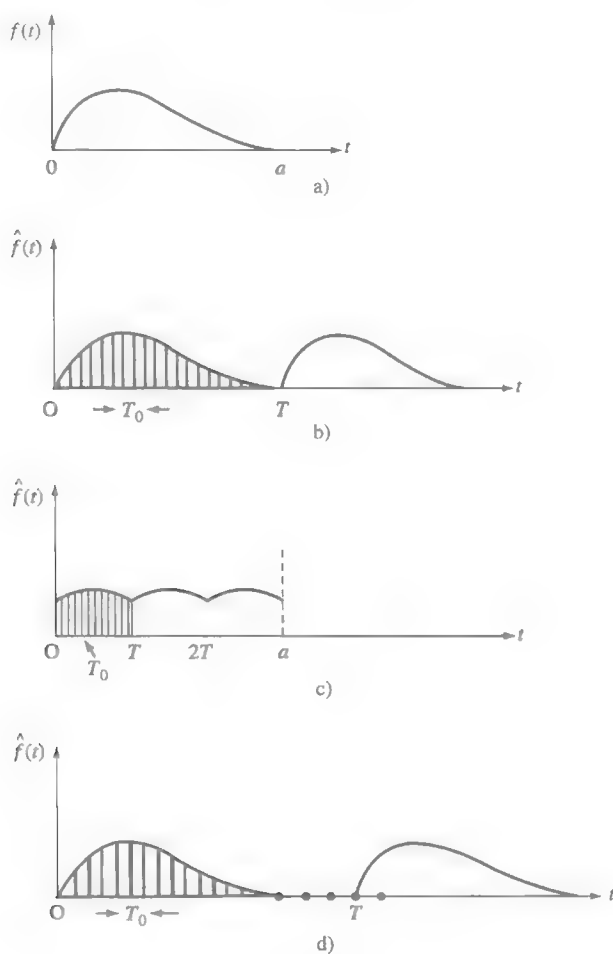 f(t)
t
0 a
a)
f̂(t)
t
O → T₀ ← T
b)
f̂(t)
t
O T 2T a
T₀
c)
f̂(t)
t
O → T₀ ← T
d)